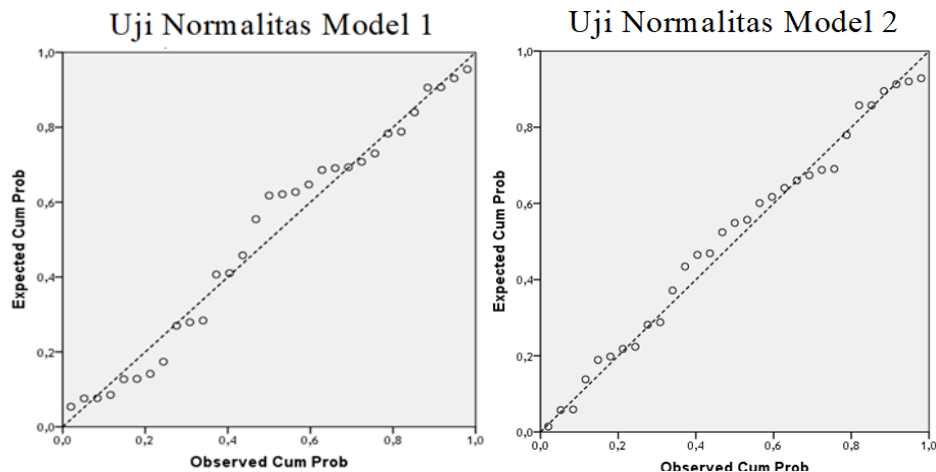 Uji Normalitas Model 1
1,0
0,8
0,6
0,4
0,2
0,0
Expected Cum Prob
0,0 0,2 0,4 0,6 0,8 1,0
Observed Cum Prob
Uji Normalitas Model 2
1,0
0,8
0,6
0,4
0,2
0,0
Expected Cum Prob
0,0 0,2 0,4 0,6 0,8 1,0
Observed Cum Prob